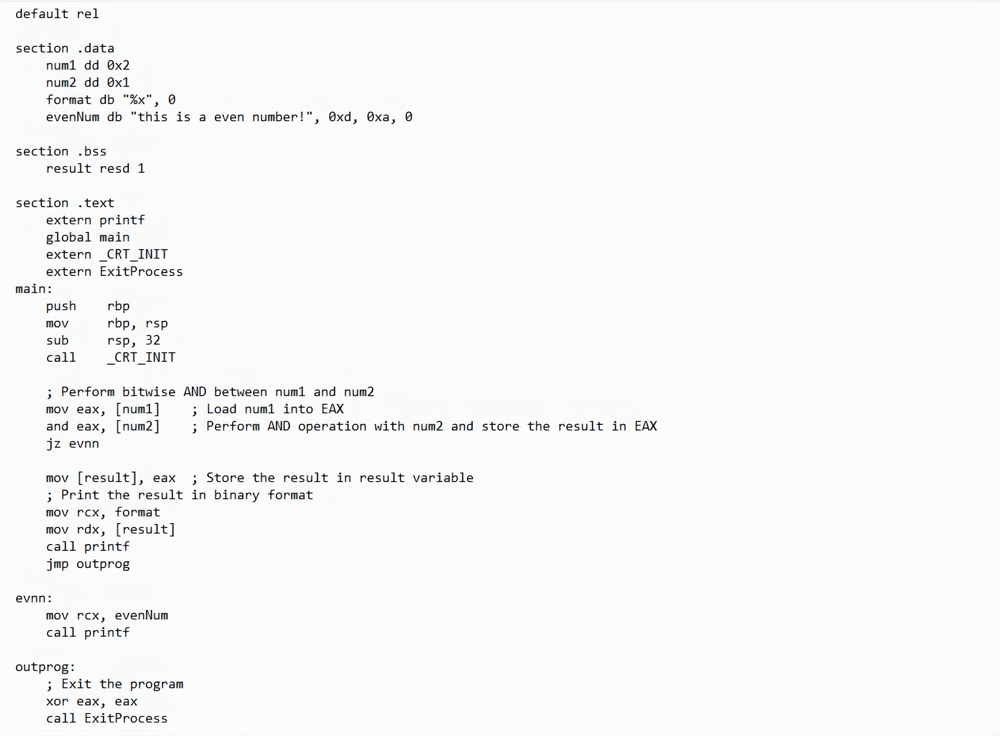 default rel

section .data
    num1 dd 0x2
    num2 dd 0x1
    format db "%x", 0
    evenNum db "this is a even number!", 0xd, 0xa, 0

section .bss
    result resd 1

section .text
    extern printf
    global main
    extern _CRT_INIT
    extern ExitProcess
main:
    push    rbp
    mov     rbp, rsp
    sub     rsp, 32
    call    _CRT_INIT

    ; Perform bitwise AND between num1 and num2
    mov eax, [num1]    ; Load num1 into EAX
    and eax, [num2]    ; Perform AND operation with num2 and store the result in EAX
    jz evnn

    mov [result], eax  ; Store the result in result variable
    ; Print the result in binary format
    mov rcx, format
    mov rdx, [result]
    call printf
    jmp outprog

evnn:
    mov rcx, evenNum
    call printf

outprog:
    ; Exit the program
    xor eax, eax
    call ExitProcess